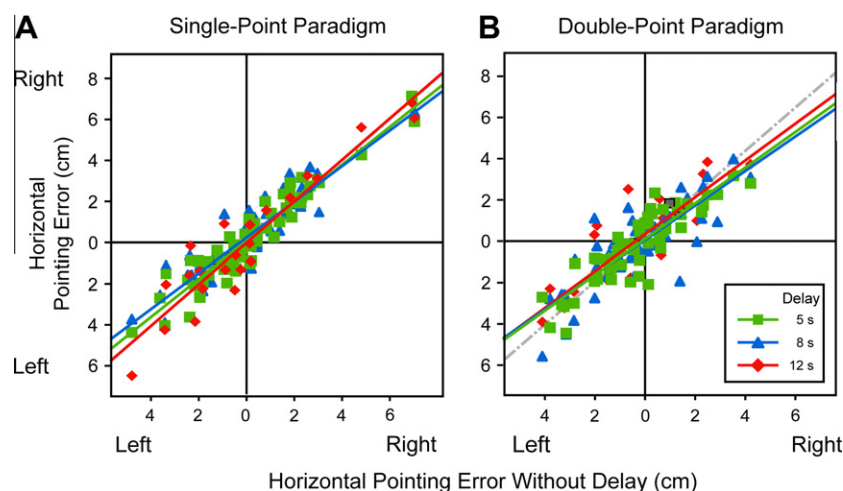 A Single-Point Paradigm
B Double-Point Paradigm
Right
Left
Horizontal
Pointing Error (cm)
8
6
4
2
0
2
4
6
4 2 0 2 4 6
Left Right
8
6
4
2
0
2
4
6
4 2 0 2 4 6
Left Right
Delay
5 s
8 s
12 s
Horizontal Pointing Error Without Delay (cm)